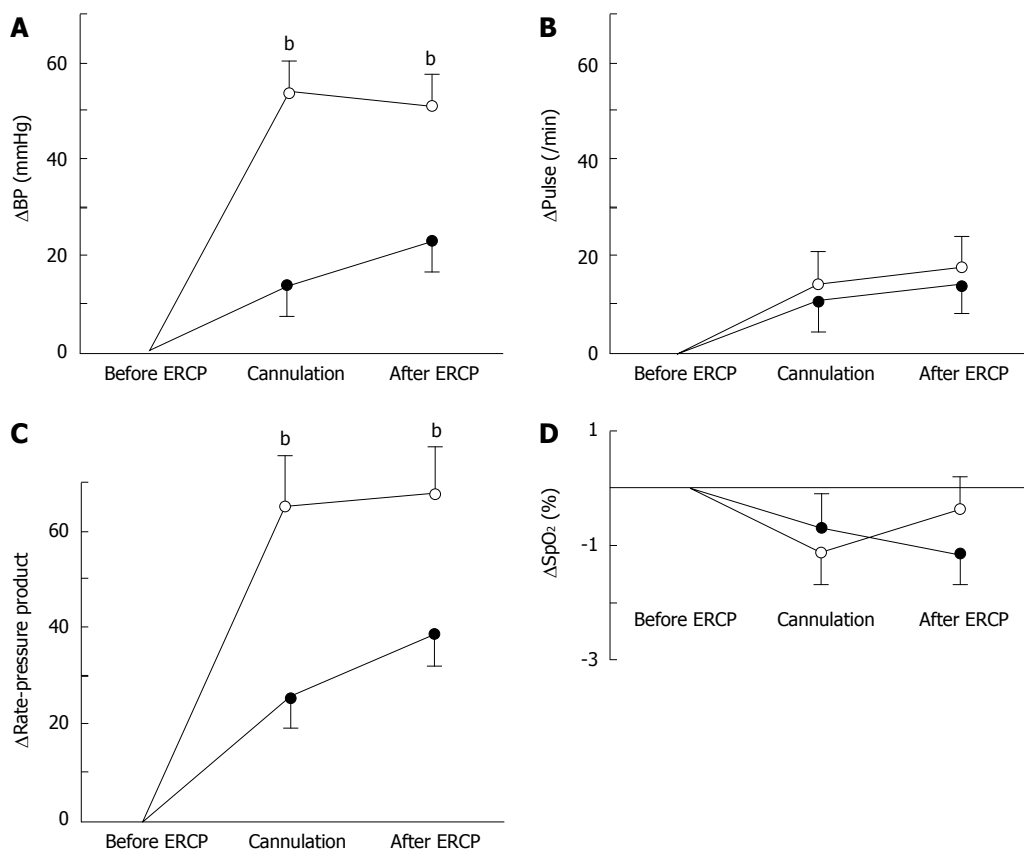 A
ΔBP (mmHg)
60
40
20
0
b
b
Before ERCP Cannulation After ERCP
B
ΔPulse (/min)
60
40
20
0
Before ERCP Cannulation After ERCP
C
ΔRate-pressure product
60
40
20
0
b
b
Before ERCP Cannulation After ERCP
D
ΔSpO₂ (%)
1
-1
-3
Before ERCP Cannulation After ERCP